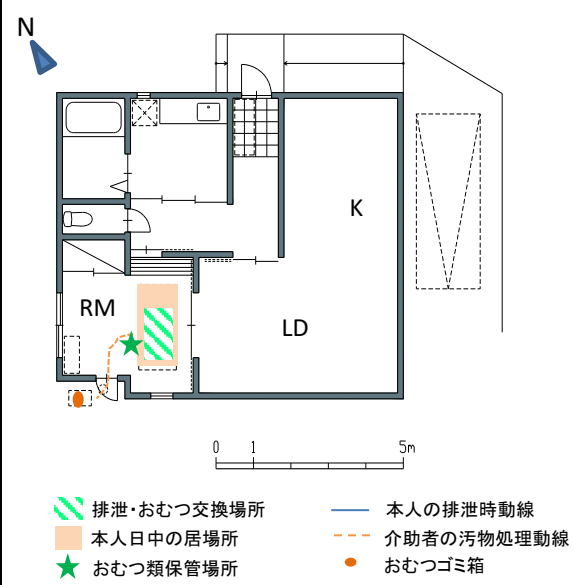 N
K
RM
LD
0 1 5m
排泄・おむつ交換場所
本人日中の居場所
おむつ類保管場所
本人の排泄時動線
介助者の汚物処理動線
おむつゴミ箱